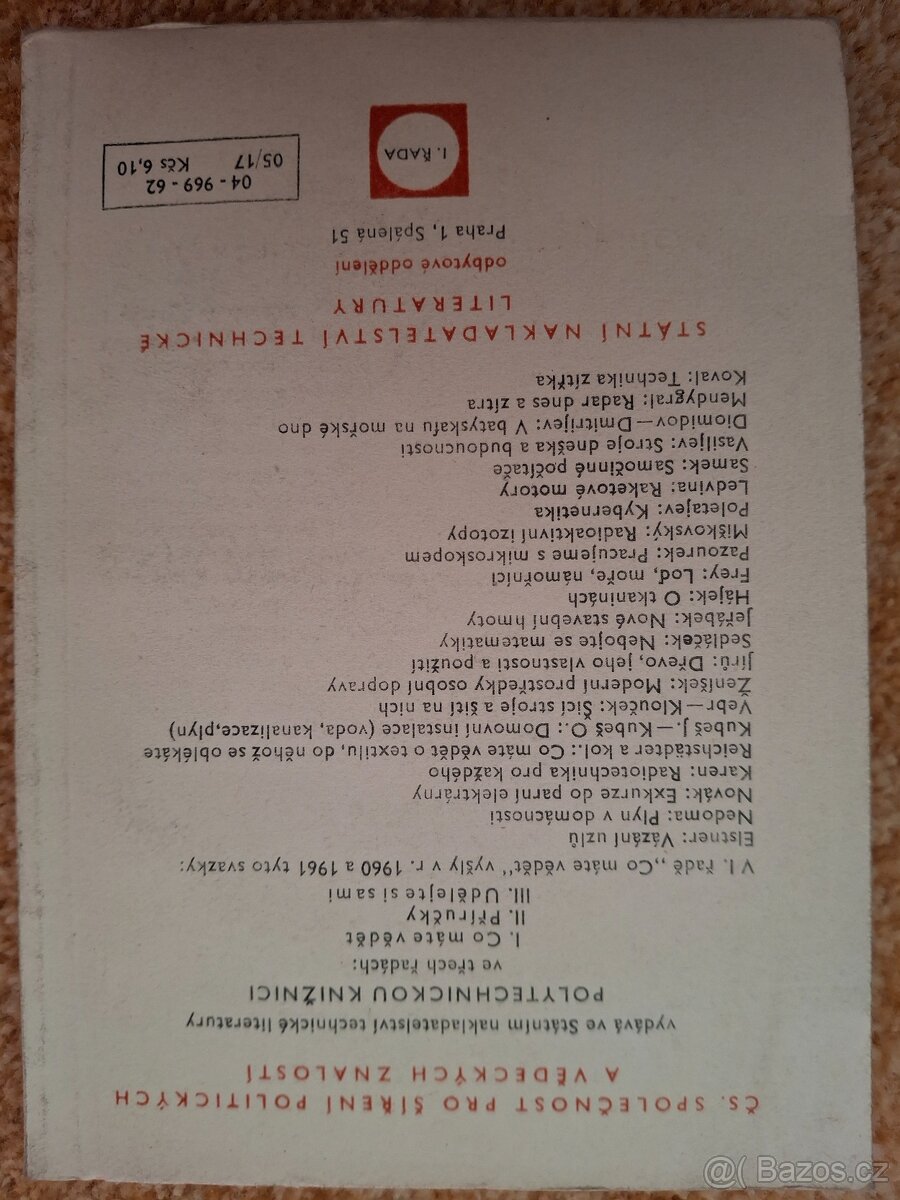 ČS. SPOLEČNOST PRO ŠÍŘENÍ POLITICKÝCH
A VĚDECKÝCH ZNALOSTÍ
vydává ve Státním nakladatelství technické literatury
POLYTECHNICKOU KNIŽNICI
ve třech řadách:
I. Co máte vědět
II. Příručky
III. Udělejte si sami
V I. řadě „Co máte vědět" vyšly v r. 1960 a 1961 tyto svazky:
Elstner: Vázání uzlů
Nedoma: Plyn v domácnosti
Novák: Exkurze do parní elektrárny
Karen: Radiotechnika pro každého
Reichstädter a kol.: Co máte vědět o textilu, do něhož se oblékáte
Kubeš J.—Kubeš O.: Domovní instalace (voda, kanalizace,plyn)
Vebr—Klouček: Šicí stroje a šití na nich
Ženíšek: Moderní prostředky osobní dopravy
Jírů: Dřevo, jeho vlastnosti a použití
Sedláček: Nebojte se matematiky
Jeřábek: Nové stavební hmoty
Hájek: O tkaninách
Frey: Loď, moře, námořníci
Pazourek: Pracujeme s mikroskopem
Miškovský: Radioaktivní izotopy
Poletajev: Kybernetika
Ledvina: Raketové motory
Samek: Samočinné počítače
Vasiljev: Stroje dneška a budoucnosti
Diomidov—Dmitrijev: V batyskafu na mořské dno
Mendygral: Radar dnes a zítra
Koval: Technika zítřka
STÁTNÍ NAKLADATELSTVÍ TECHNICKÉ
LITERATURY
odbytové oddělení
Praha 1, Spálená 51
I. ŘADA
04 - 969 - 62
05/17 Kčs 6,10
@( Bazos.cz